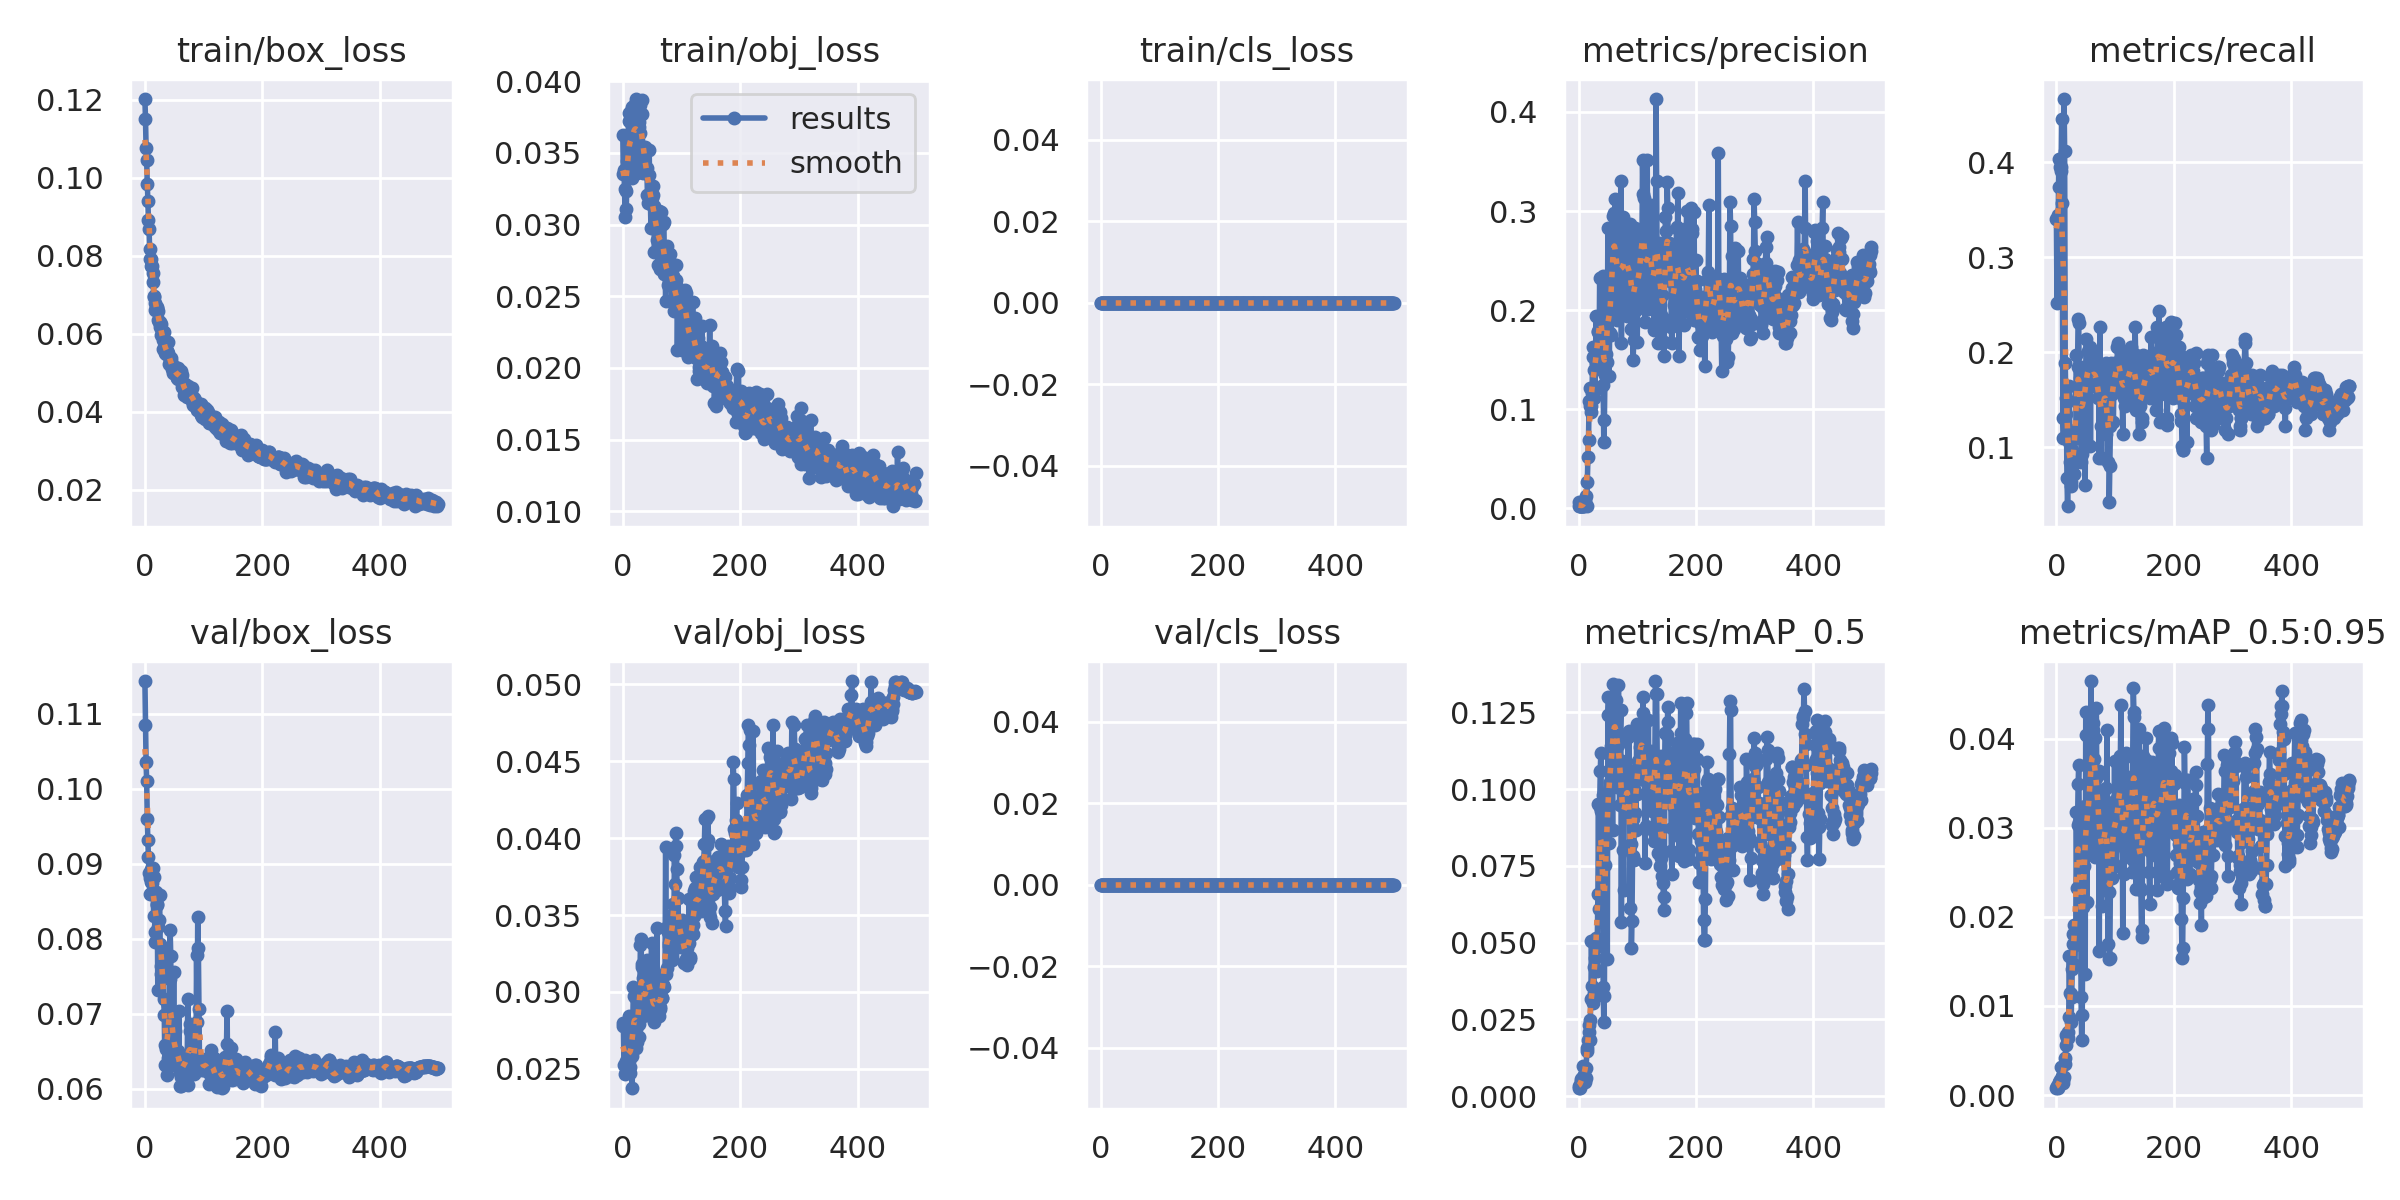 train/box_loss
0.12
0.10
0.08
0.06
0.04
0.02
0 200 400
train/obj_loss
results
smooth
0.040
0.035
0.030
0.025
0.020
0.015
0.010
0 200 400
train/cls_loss
0.04
0.02
0.00
−0.02
−0.04
0 200 400
metrics/precision
0.4
0.3
0.2
0.1
0.0
0 200 400
metrics/recall
0.4
0.3
0.2
0.1
0 200 400
val/box_loss
0.11
0.10
0.09
0.08
0.07
0.06
0 200 400
val/obj_loss
0.050
0.045
0.040
0.035
0.030
0.025
0 200 400
val/cls_loss
0.04
0.02
0.00
−0.02
−0.04
0 200 400
metrics/mAP_0.5
0.125
0.100
0.075
0.050
0.025
0.000
0 200 400
metrics/mAP_0.5:0.95
0.04
0.03
0.02
0.01
0.00
0 200 400